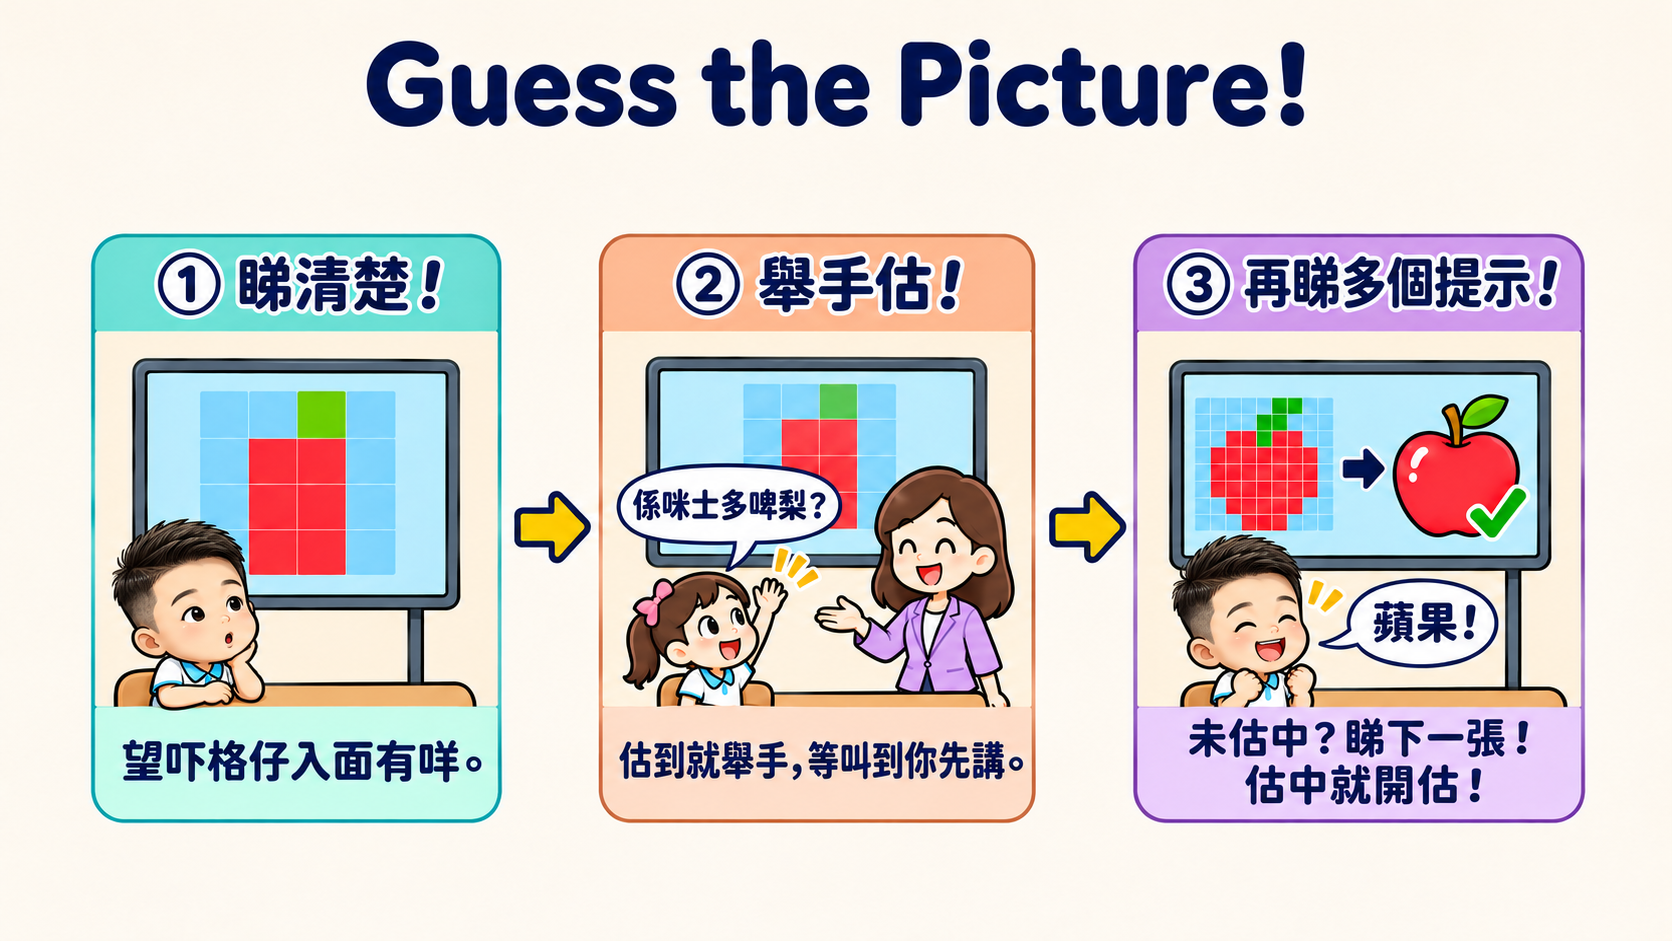 Guess the Picture!
① 睇清楚！
望吓格仔入面有咩。
② 舉手估！
係咪士多啤梨？
估到就舉手，等叫到你先講。
③ 再睇多個提示！
蘋果！
未估中？睇下一張！
估中就開估！